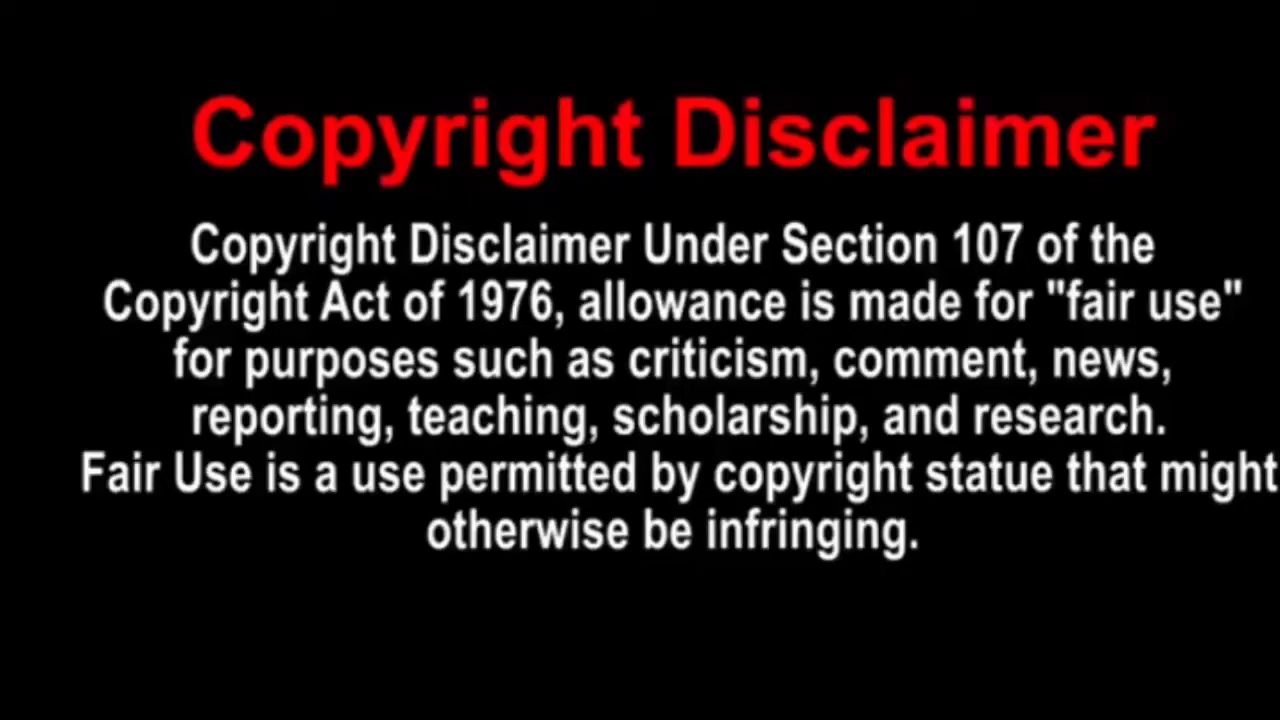 Copyright Disclaimer
Copyright Disclaimer Under Section 107 of the
Copyright Act of 1976, allowance is made for "fair use"
for purposes such as criticism, comment, news,
reporting, teaching, scholarship, and research.
Fair Use is a use permitted by copyright statue that might
otherwise be infringing.